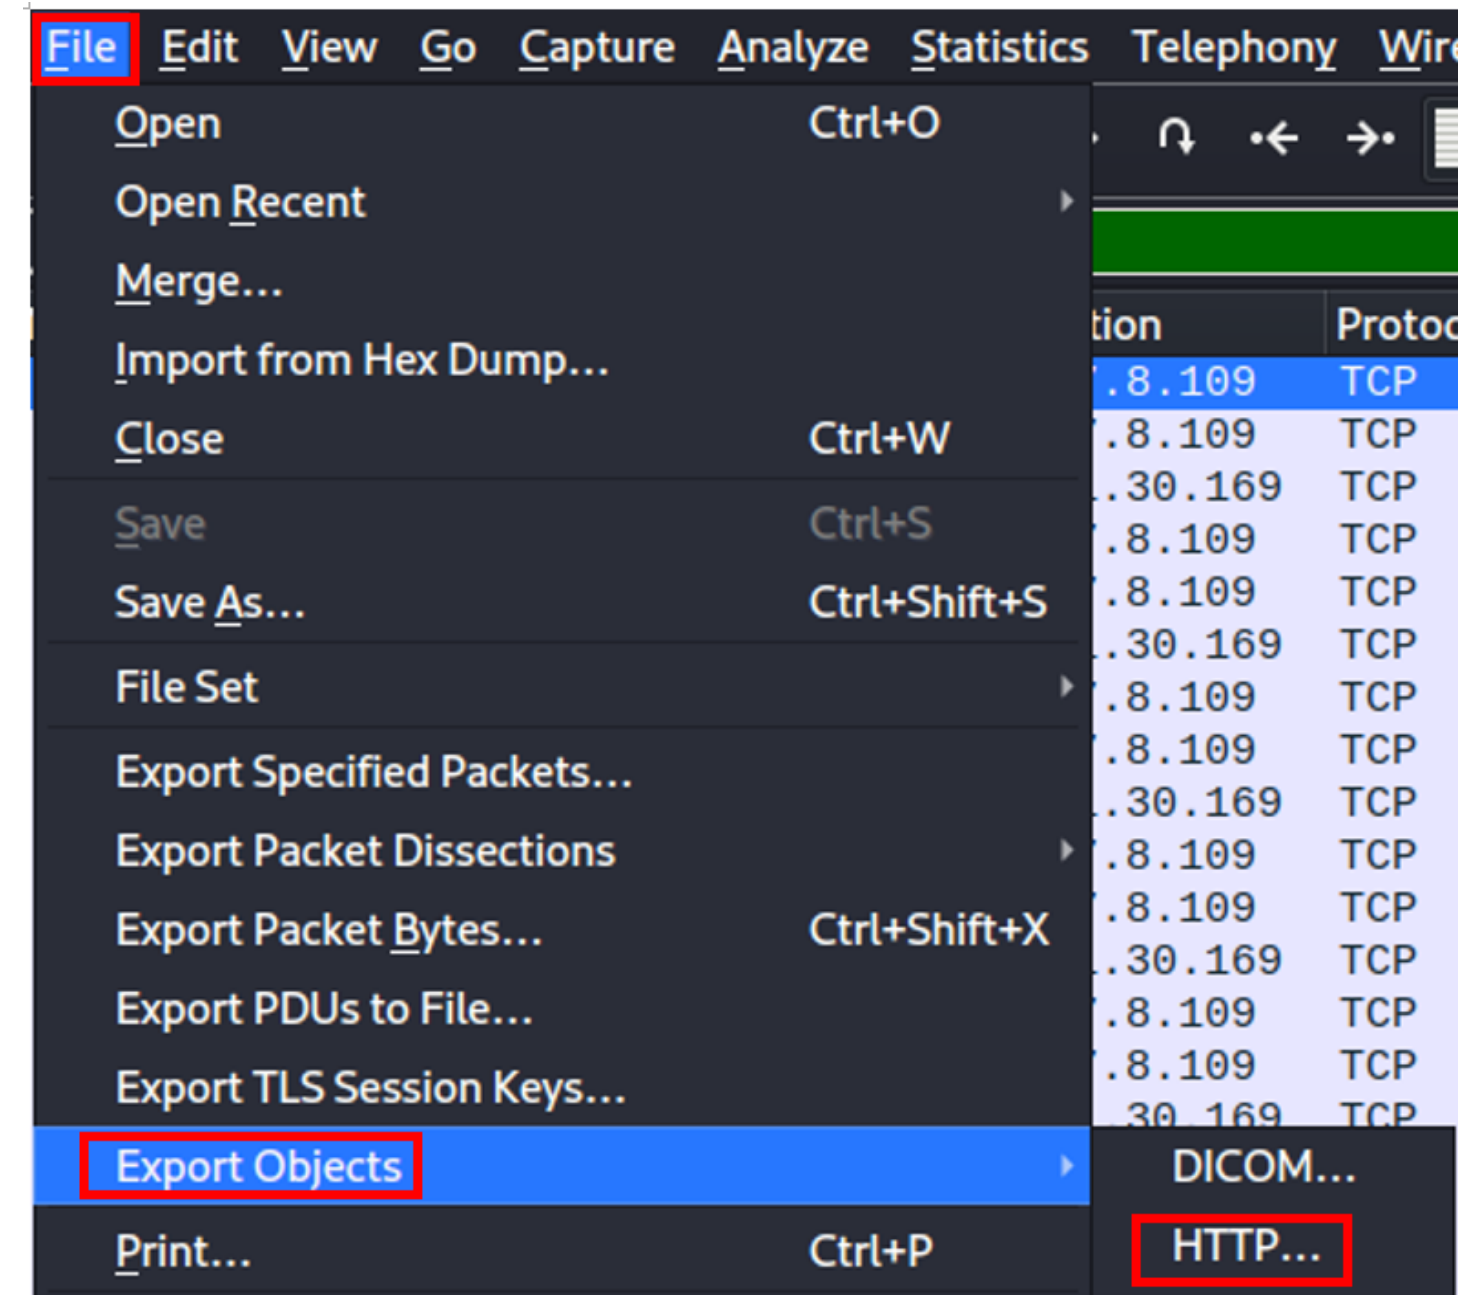 File Edit View Go Capture Analyze Statistics Telephony
Open Ctrl+O
Open Recent
Merge...
Import from Hex Dump...
Close Ctrl+W
Save Ctrl+S
Save As... Ctrl+Shift+S
File Set
Export Specified Packets...
Export Packet Dissections
Export Packet Bytes... Ctrl+Shift+X
Export PDUs to File...
Export TLS Session Keys...
Export Objects
Print... Ctrl+P
DICOM...
HTTP...
tion Protoc
.8.109 TCP
.8.109 TCP
.30.169 TCP
.8.109 TCP
.8.109 TCP
.30.169 TCP
.8.109 TCP
.8.109 TCP
.30.169 TCP
.8.109 TCP
.8.109 TCP
.30.169 TCP
.8.109 TCP
.8.109 TCP
.30.169 TCP